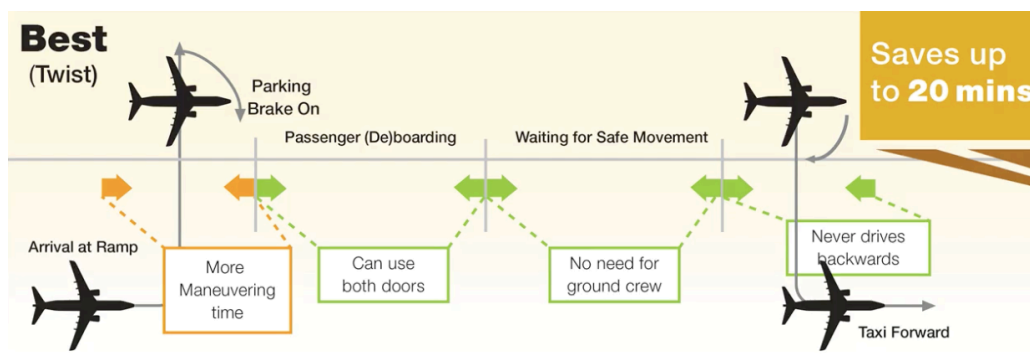 Best
(Twist)
Parking
Brake On
Saves up
to 20 mins
Passenger (De)boarding
Waiting for Safe Movement
Arrival at Ramp
More
Maneuvering
time
Can use
both doors
No need for
ground crew
Never drives
backwards
Taxi Forward